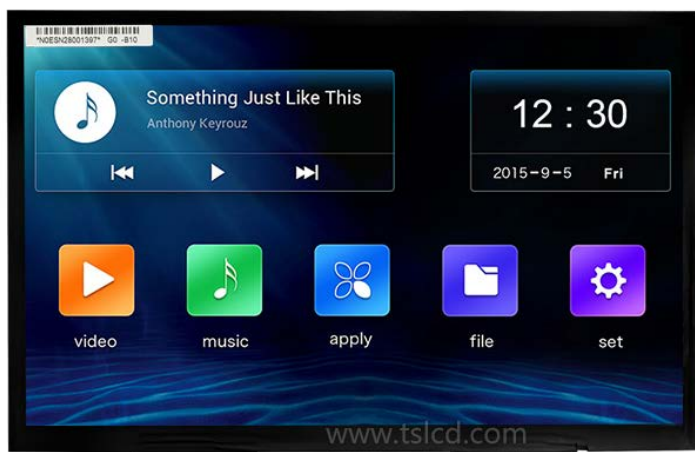 *N0ESN28001397* G0 -B10
Something Just Like This
Anthony Keyrouz
12 : 30
2015-9-5 Fri
video music apply file set
www.tslcd.com